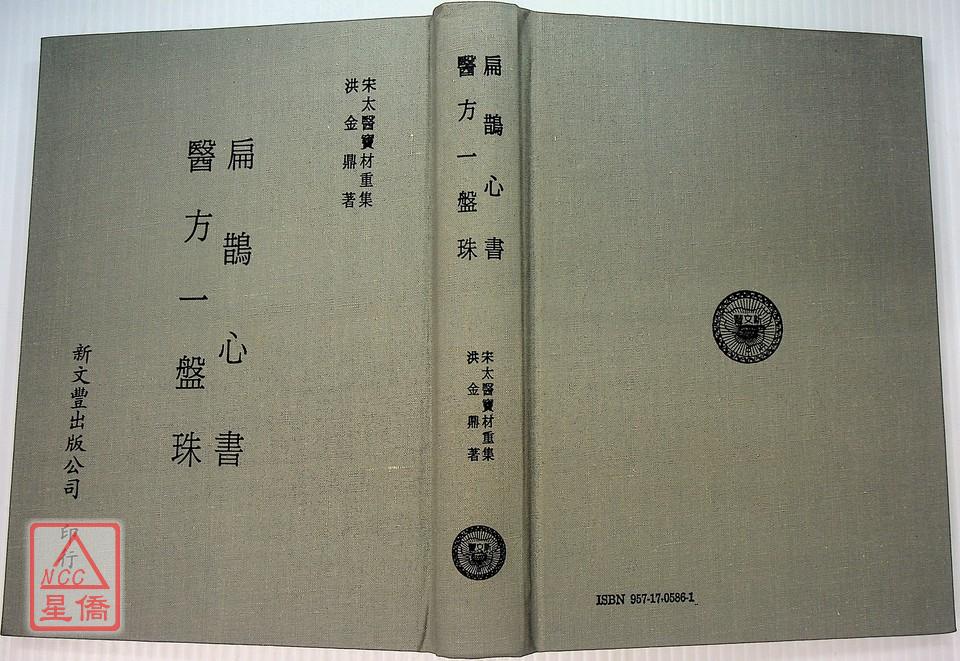 宋太醫竇材重集
洪金鼎著
扁鵲心書
醫方一盤珠
新文豐出版公司 印行
NCC
星僑
扁鵲心書
醫方一盤珠
宋太醫竇材重集
洪金鼎著
ISBN 957-17-0586-1